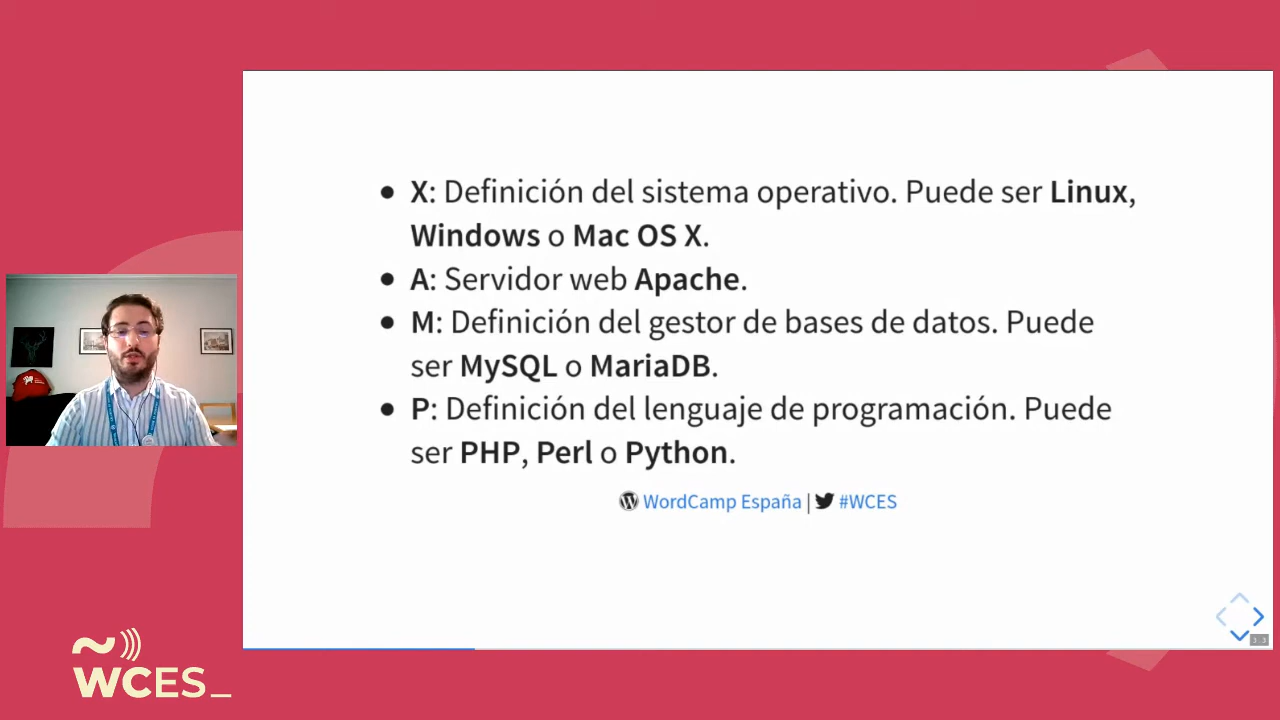 X: Definición del sistema operativo. Puede ser Linux,
Windows o Mac OS X.
A: Servidor web Apache.
M: Definición del gestor de bases de datos. Puede
ser MySQL o MariaDB.
P: Definición del lenguaje de programación. Puede
ser PHP, Perl o Python.
WordCamp España | #WCES
3.3
WCES_